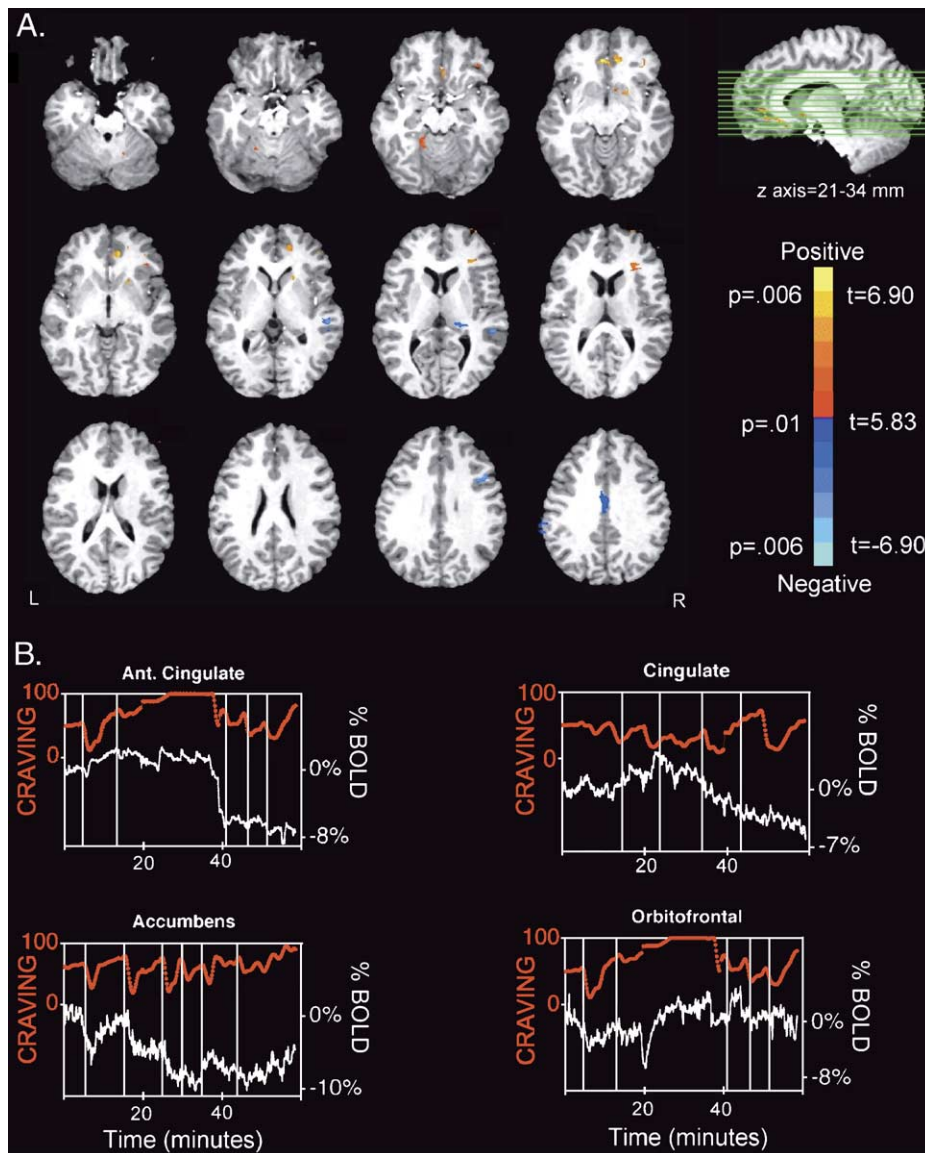 A.
z axis=21-34 mm
Positive
p=.006 t=6.90
p=.01 t=5.83
p=.006 t=-6.90
Negative
L R
B.
Ant. Cingulate
100
0
CRAVING
0%
-8%
% BOLD
20 40
Cingulate
100
0
CRAVING
0%
-7%
% BOLD
20 40
Accumbens
100
0
CRAVING
0%
-10%
% BOLD
20 40
Time (minutes)
Orbitofrontal
100
0
CRAVING
0%
-8%
% BOLD
20 40
Time (minutes)